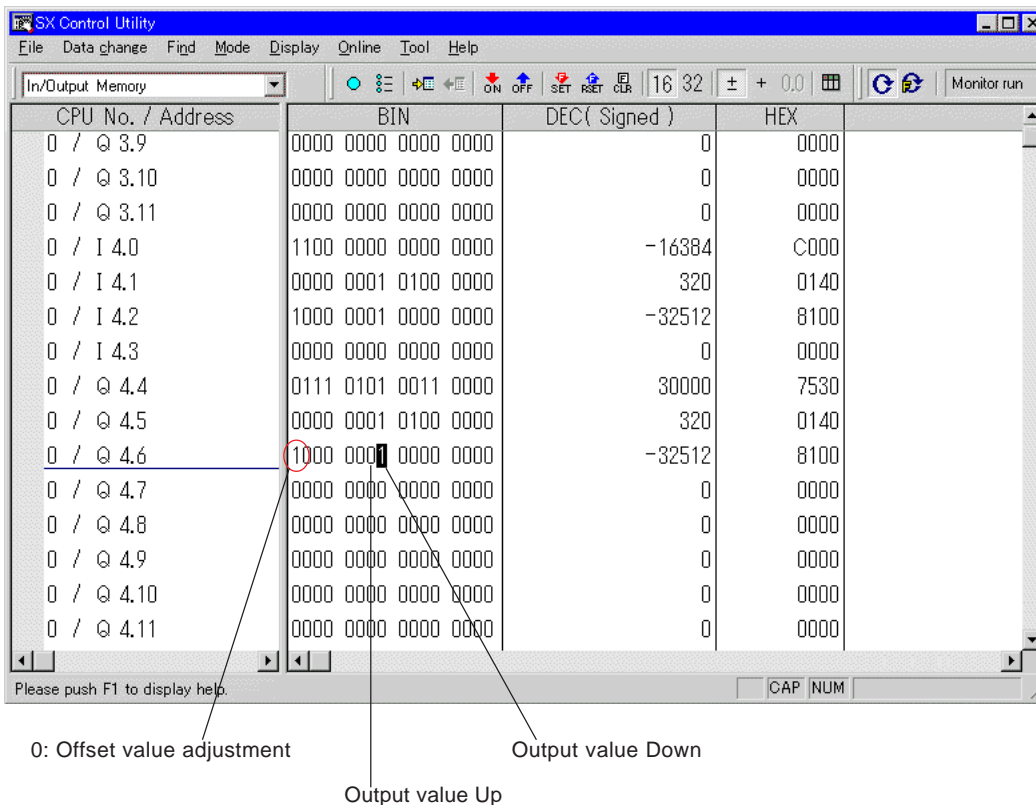 SX Control Utility
File Data change Find Mode Display Online Tool Help
In/Output Memory ON OFF SET RSET CLR 16 32 ± + 0.0 Monitor run
CPU No. / Address BIN DEC( Signed ) HEX
0 / Q 3.9 0000 0000 0000 0000 0 0000
0 / Q 3.10 0000 0000 0000 0000 0 0000
0 / Q 3.11 0000 0000 0000 0000 0 0000
0 / I 4.0 1100 0000 0000 0000 -16384 C000
0 / I 4.1 0000 0001 0100 0000 320 0140
0 / I 4.2 1000 0001 0000 0000 -32512 8100
0 / I 4.3 0000 0000 0000 0000 0 0000
0 / Q 4.4 0111 0101 0011 0000 30000 7530
0 / Q 4.5 0000 0001 0100 0000 320 0140
0 / Q 4.6 1000 0001 0000 0000 -32512 8100
0 / Q 4.7 0000 0000 0000 0000 0 0000
0 / Q 4.8 0000 0000 0000 0000 0 0000
0 / Q 4.9 0000 0000 0000 0000 0 0000
0 / Q 4.10 0000 0000 0000 0000 0 0000
0 / Q 4.11 0000 0000 0000 0000 0 0000
Please push F1 to display help. CAP NUM
0: Offset value adjustment Output value Down
Output value Up